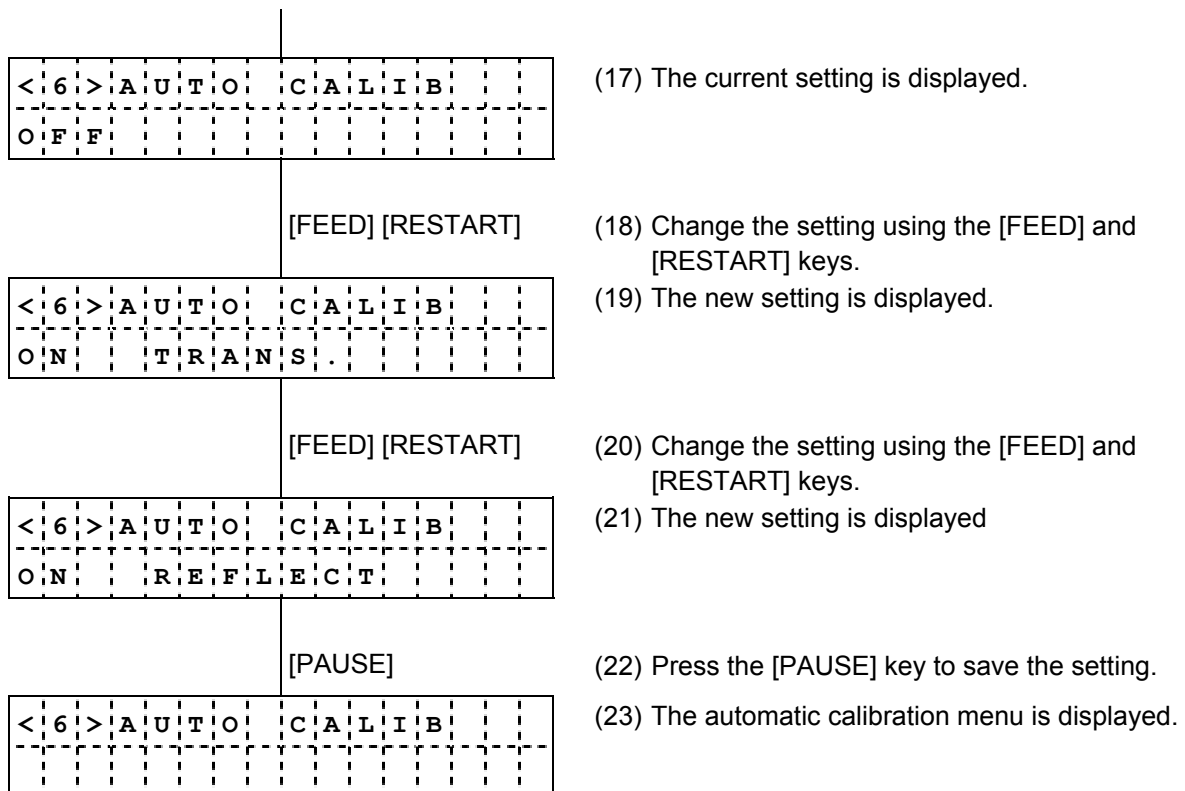 <6>AUTO CALIB
OFF
(17) The current setting is displayed.
[FEED] [RESTART]
(18) Change the setting using the [FEED] and
[RESTART] keys.
<6>AUTO CALIB
ON  TRANS.
(19) The new setting is displayed.
[FEED] [RESTART]
(20) Change the setting using the [FEED] and
[RESTART] keys.
<6>AUTO CALIB
ON  REFLECT
(21) The new setting is displayed
[PAUSE]
(22) Press the [PAUSE] key to save the setting.
<6>AUTO CALIB
(23) The automatic calibration menu is displayed.